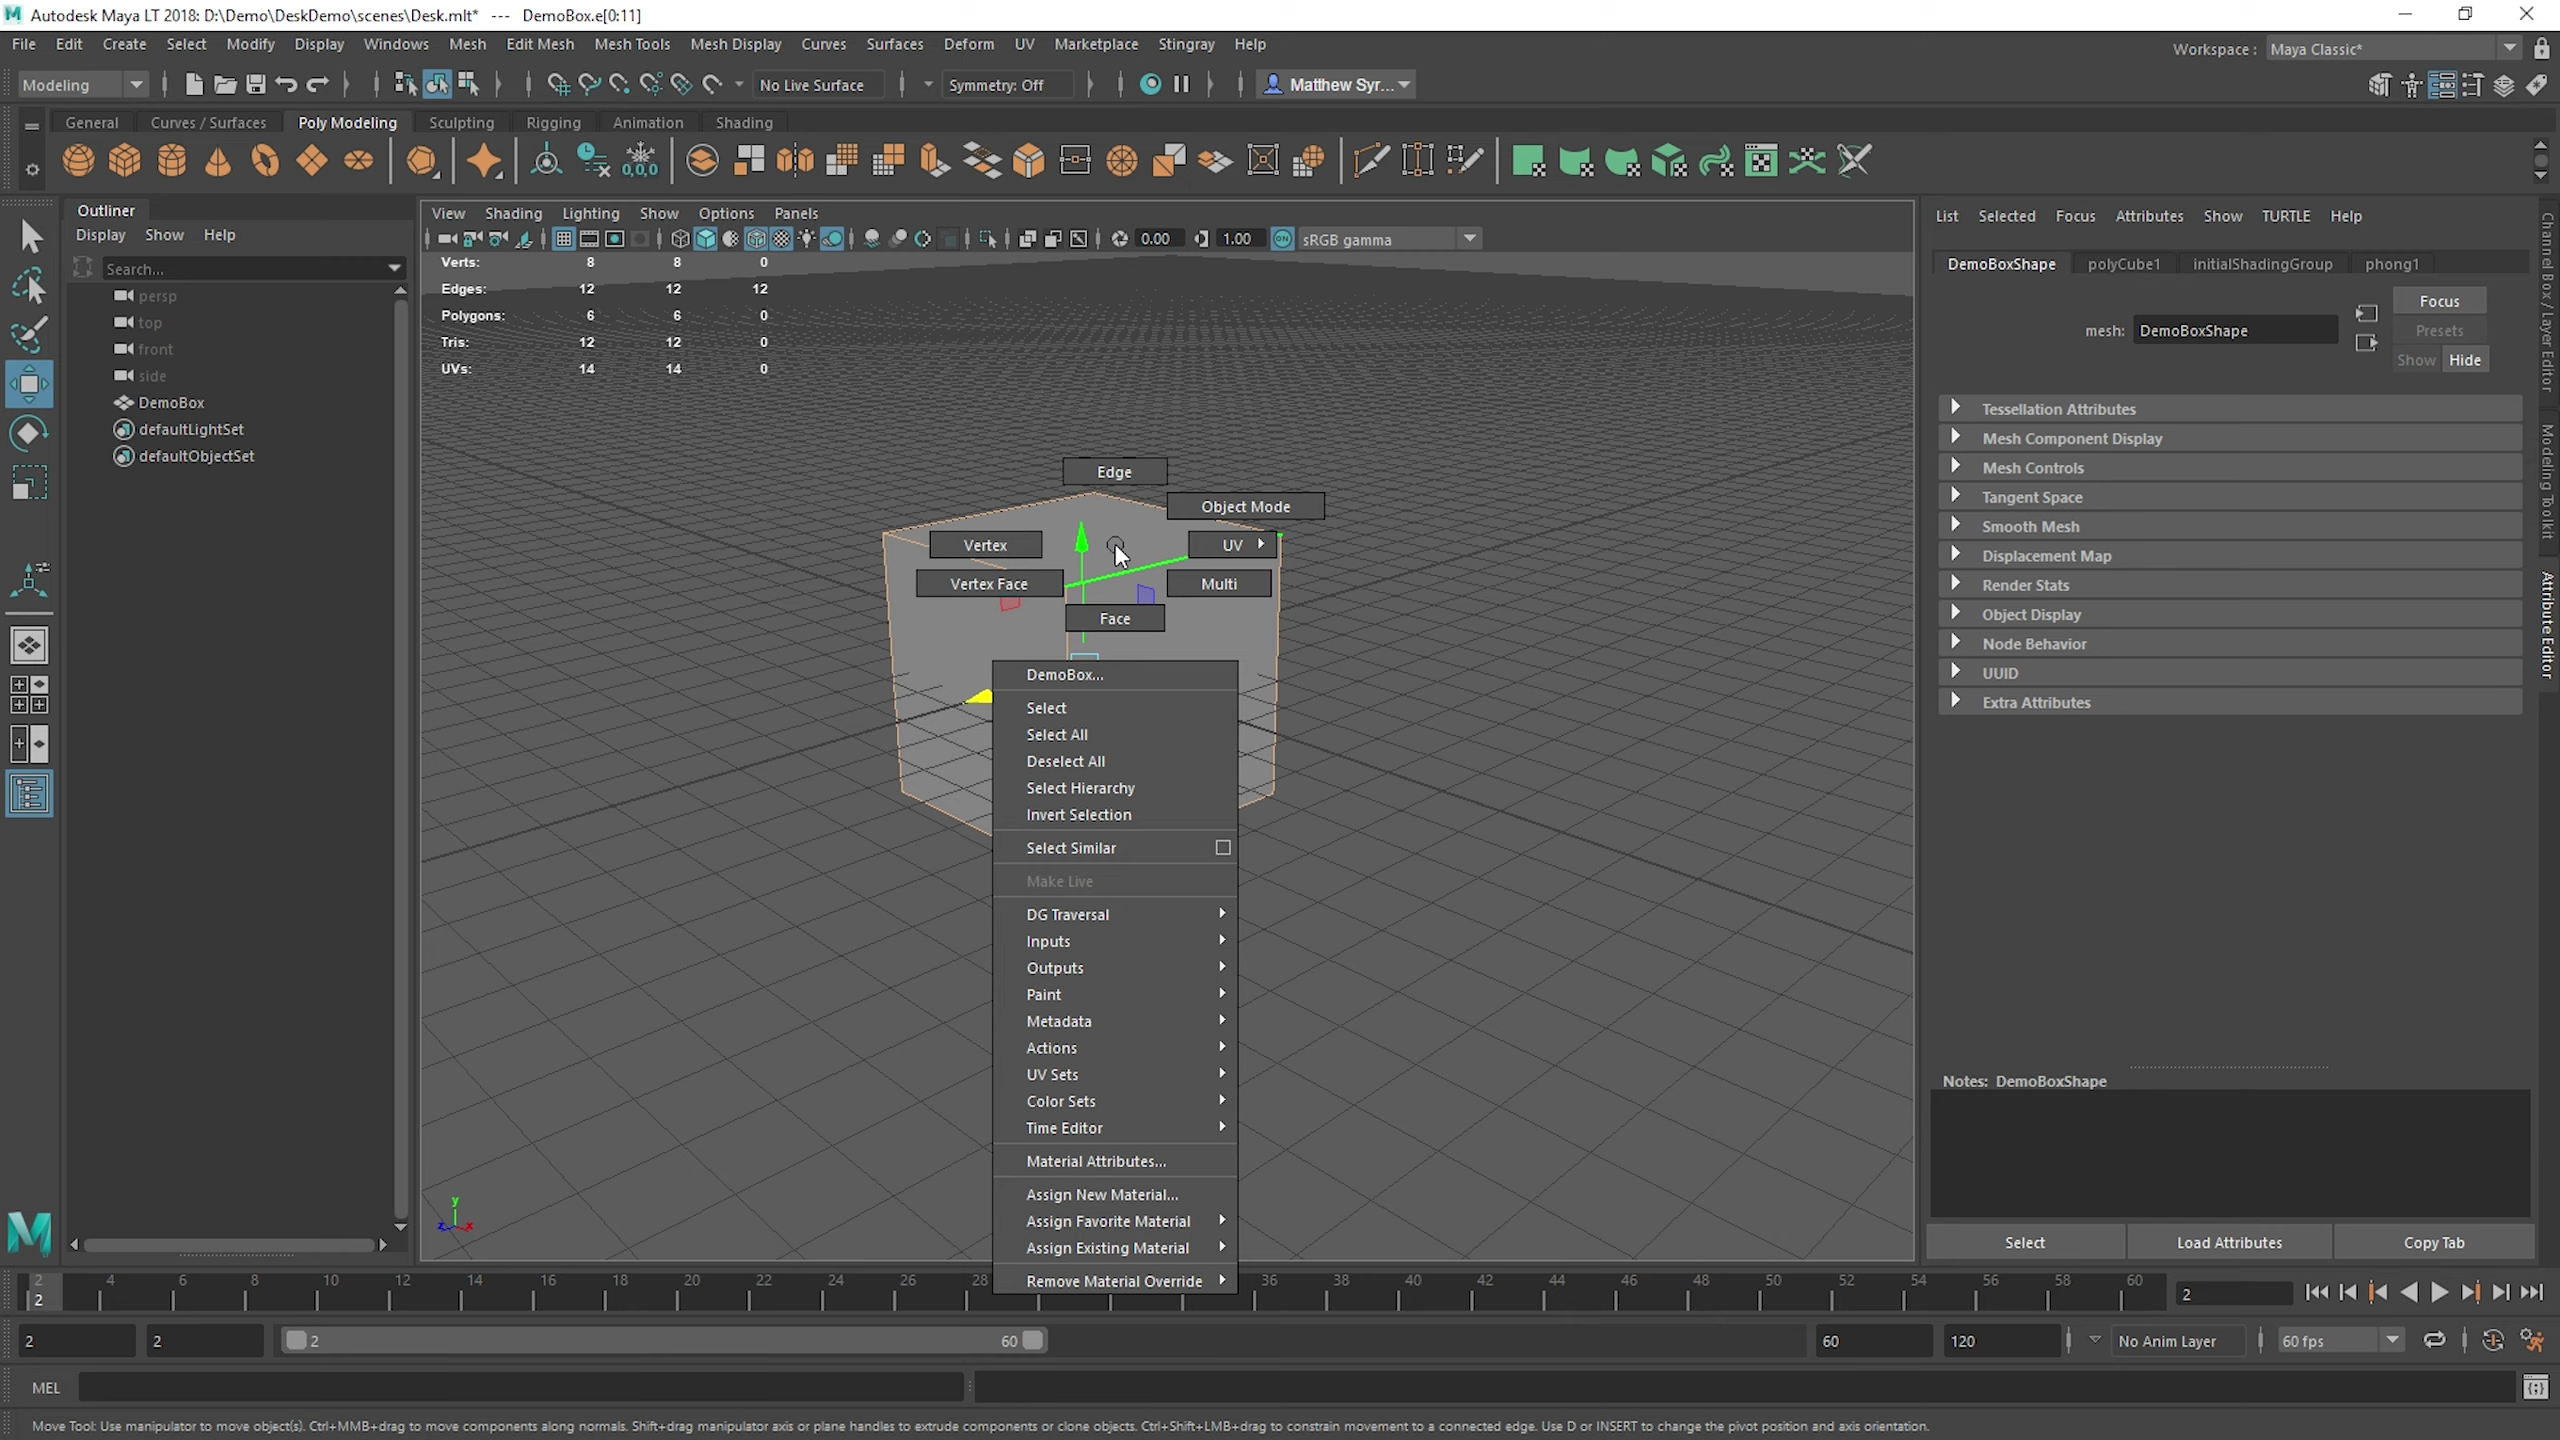 Autodesk Maya LT 2018: D:\Demo\DeskDemo\scenes\Desk.mlt* --- DemoBox.e[0:11]
File Edit Create Select Modify Display Windows Mesh Edit Mesh Mesh Tools Mesh Display Curves Surfaces Deform UV Marketplace Stingray Help
Workspace: Maya Classic*
Modeling No Live Surface Symmetry: Off Matthew Syr...
General Curves / Surfaces Poly Modeling Sculpting Rigging Animation Shading
0,0,0
Outliner
Display Show Help
Search...
persp
top
front
side
DemoBox
defaultLightSet
defaultObjectSet
View Shading Lighting Show Options Panels
0.00 1.00 ON sRGB gamma
Verts: 8 8 0
Edges: 12 12 12
Polygons: 6 6 0
Tris: 12 12 0
UVs: 14 14 0
Edge
Object Mode
Vertex UV
Vertex Face Multi
Face
DemoBox...
Select
Select All
Deselect All
Select Hierarchy
Invert Selection
Select Similar
Make Live
DG Traversal
Inputs
Outputs
Paint
Metadata
Actions
UV Sets
Color Sets
Time Editor
Material Attributes...
Assign New Material...
Assign Favorite Material
Assign Existing Material
Remove Material Override
y
z x
List Selected Focus Attributes Show TURTLE Help
DemoBoxShape polyCube1 initialShadingGroup phong1
Focus
mesh: DemoBoxShape Presets
Show Hide
Tessellation Attributes
Mesh Component Display
Mesh Controls
Tangent Space
Smooth Mesh
Displacement Map
Render Stats
Object Display
Node Behavior
UUID
Extra Attributes
Notes: DemoBoxShape
Select Load Attributes Copy Tab
Channel Box / Layer Editor
Modeling Toolkit
Attribute Editor
2 4 6 8 10 12 14 16 18 20 22 24 26 28 36 38 40 42 44 46 48 50 52 54 56 58 60
2 2
2 2 2 60 60 120 No Anim Layer 60 fps
MEL
Move Tool: Use manipulator to move object(s). Ctrl+MMB+drag to move components along normals. Shift+drag manipulator axis or plane handles to extrude components or clone objects. Ctrl+Shift+LMB+drag to constrain movement to a connected edge. Use D or INSERT to change the pivot position and axis orientation.